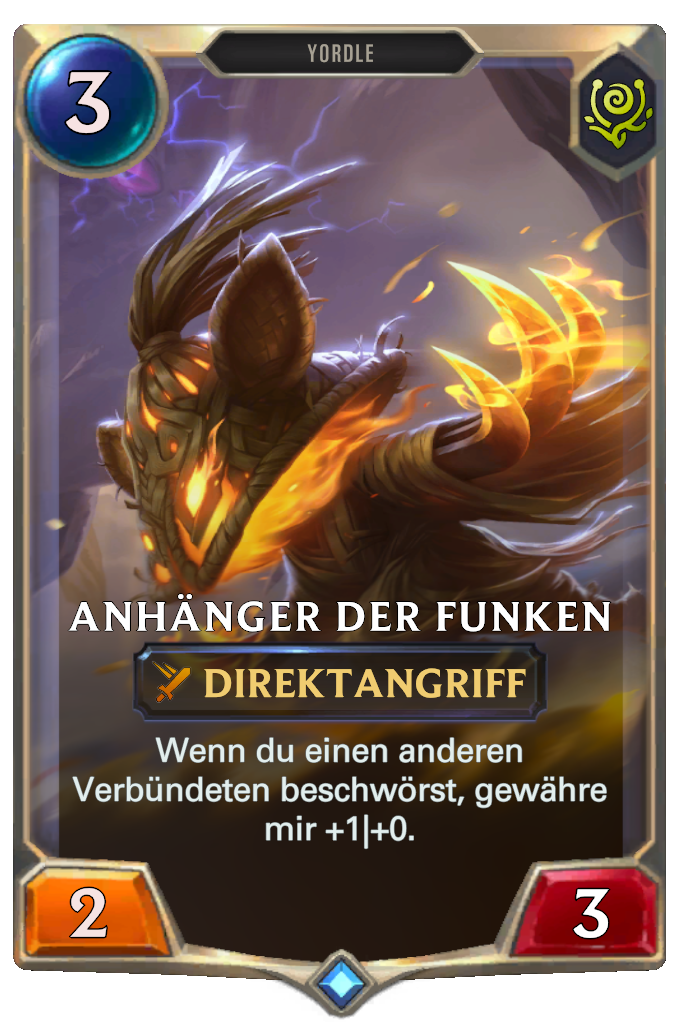 YORDLE
3
ANHÄNGER DER FUNKEN
DIREKTANGRIFF
Wenn du einen anderen
Verbündeten beschwörst, gewähre
mir +1|+0.
2
3